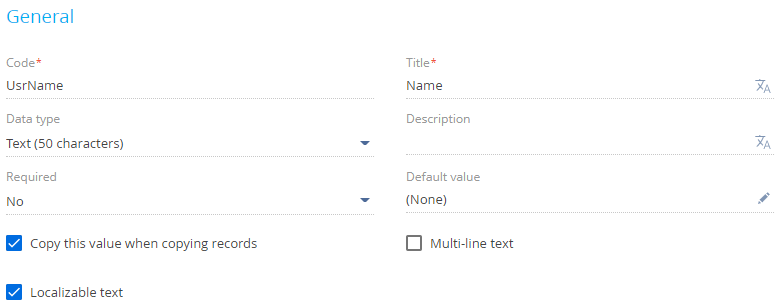 General
Code*
Title*
UsrName
Name
Data type
Description
Text (50 characters)
Required
Default value
No
(None)
Copy this value when copying records
Multi-line text
Localizable text